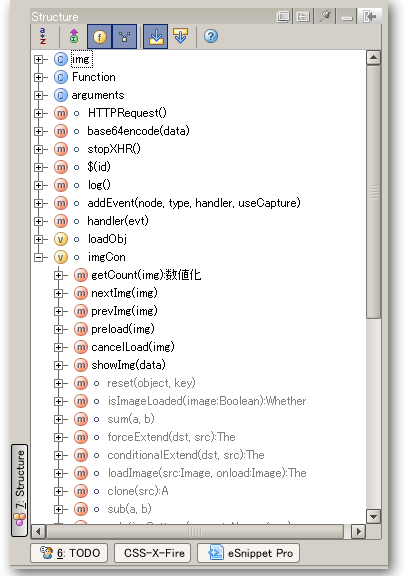 Structure
img
Function
arguments
HTTPRequest()
base64encode(data)
stopXHR()
$(id)
log()
addEvent(node, type, handler, useCapture)
handler(evt)
loadObj
imgCon
getCount(img):数値化
nextImg(img)
prevImg(img)
preload(img)
cancelLoad(img)
showImg(data)
reset(object, key)
isImageLoaded(image:Boolean):Whether
sum(a, b)
forceExtend(dst, src):The
conditionalExtend(dst, src):The
loadImage(src:Image, onload:Image):The
clone(src):A
sub(a, b)
7: Structure
6: TODO
CSS-X-Fire
eSnippet Pro